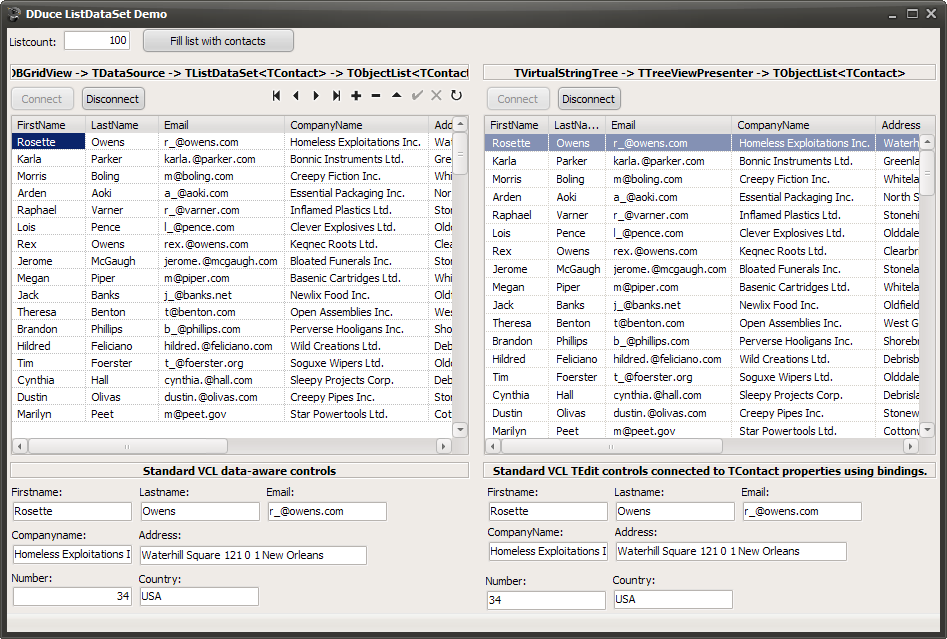 DDuce ListDataSet Demo
Listcount: 100 Fill list with contacts
DBGridView -> TDataSource -> TListDataSet<TContact> -> TObjectList<TContact
Connect Disconnect
FirstName LastName Email CompanyName Add
Rosette Owens r_@owens.com Homeless Exploitations Inc. Wat
Karla Parker karla.@parker.com Bonnic Instruments Ltd. Gre
Morris Boling m@boling.com Creepy Fiction Inc. Whi
Arden Aoki a_@aoki.com Essential Packaging Inc. Nor
Raphael Varner r_@varner.com Inflamed Plastics Ltd. Ston
Lois Pence l_@pence.com Clever Explosives Ltd. Oldd
Rex Owens rex.@owens.com Keqnec Roots Ltd. Clea
Jerome McGaugh jerome.@mcgaugh.com Bloated Funerals Inc. Ston
Megan Piper m@piper.com Basenic Cartridges Ltd. Whi
Jack Banks j_@banks.net Newlix Food Inc. Oldf
Theresa Benton t@benton.com Open Assemblies Inc. Wes
Brandon Phillips b_@phillips.com Perverse Hooligans Inc. Sho
Hildred Feliciano hildred.@feliciano.com Wild Creations Ltd. Deb
Tim Foerster t_@foerster.org Soguxe Wipers Ltd. Oldd
Cynthia Hall cynthia.@hall.com Sleepy Projects Corp. Deb
Dustin Olivas dustin.@olivas.com Creepy Pipes Inc. Ston
Marilyn Peet m@peet.gov Star Powertools Ltd. Cot
Standard VCL data-aware controls
Firstname: Lastname: Email:
Rosette Owens r_@owens.com
Companyname: Address:
Homeless Exploitations I Waterhill Square 121 0 1 New Orleans
Number: Country:
34 USA
TVirtualStringTree -> TTreeViewPresenter -> TObjectList<TContact>
Connect Disconnect
FirstName LastNa... Email CompanyName Address
Rosette Owens r_@owens.com Homeless Exploitations Inc. Waterh
Karla Parker karla.@parker.com Bonnic Instruments Ltd. Greenla
Morris Boling m@boling.com Creepy Fiction Inc. Whitela
Arden Aoki a_@aoki.com Essential Packaging Inc. North S
Raphael Varner r_@varner.com Inflamed Plastics Ltd. Stonehi
Lois Pence l_@pence.com Clever Explosives Ltd. Olddale
Rex Owens rex.@owens.com Keqnec Roots Ltd. Clearbr
Jerome McGaugh jerome.@mcgaugh.com Bloated Funerals Inc. Stonela
Megan Piper m@piper.com Basenic Cartridges Ltd. Whitela
Jack Banks j_@banks.net Newlix Food Inc. Oldfield
Theresa Benton t@benton.com Open Assemblies Inc. West G
Brandon Phillips b_@phillips.com Perverse Hooligans Inc. Shorebr
Hildred Feliciano hildred.@feliciano.com Wild Creations Ltd. Debrisb
Tim Foerster t_@foerster.org Soguxe Wipers Ltd. Olddale
Cynthia Hall cynthia.@hall.com Sleepy Projects Corp. Debrisla
Dustin Olivas dustin.@olivas.com Creepy Pipes Inc. Stonew
Marilyn Peet m@peet.gov Star Powertools Ltd. Cottonw
Standard VCL TEdit controls connected to TContact properties using bindings.
Firstname: Lastname: Email:
Rosette Owens r_@owens.com
CompanyName: Address:
Homeless Exploitations I Waterhill Square 121 0 1 New Orleans
Number: Country:
34 USA